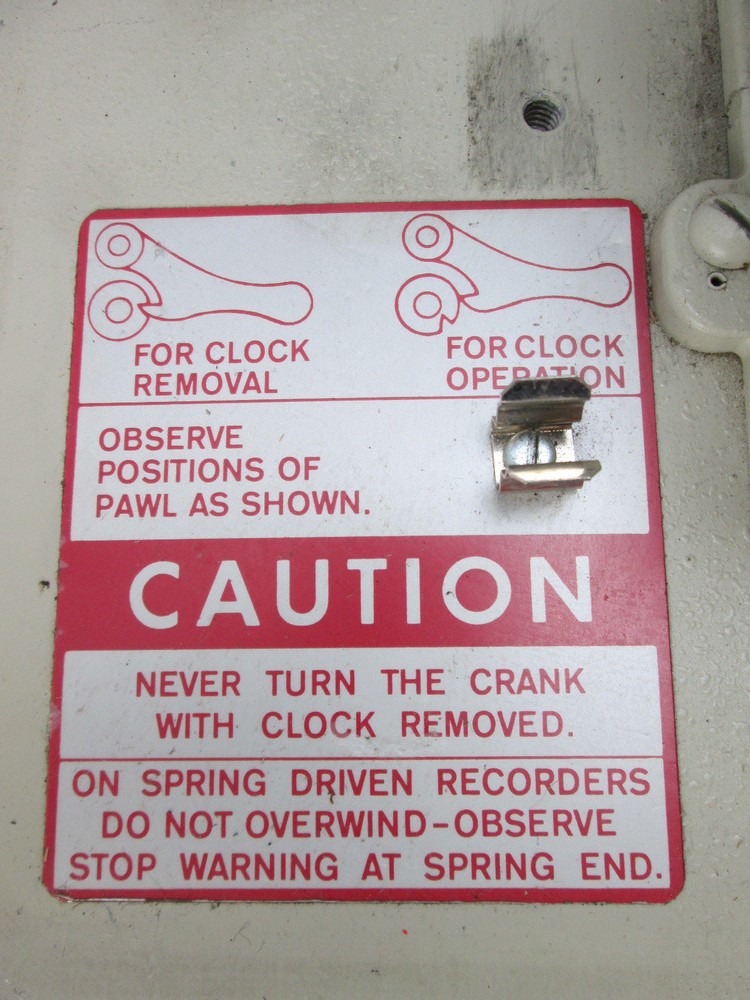 FOR CLOCK
REMOVAL
FOR CLOCK
OPERATION
OBSERVE
POSITIONS OF
PAWL AS SHOWN.
CAUTION
NEVER TURN THE CRANK
WITH CLOCK REMOVED.
ON SPRING DRIVEN RECORDERS
DO NOT OVERWIND-OBSERVE
STOP WARNING AT SPRING END.